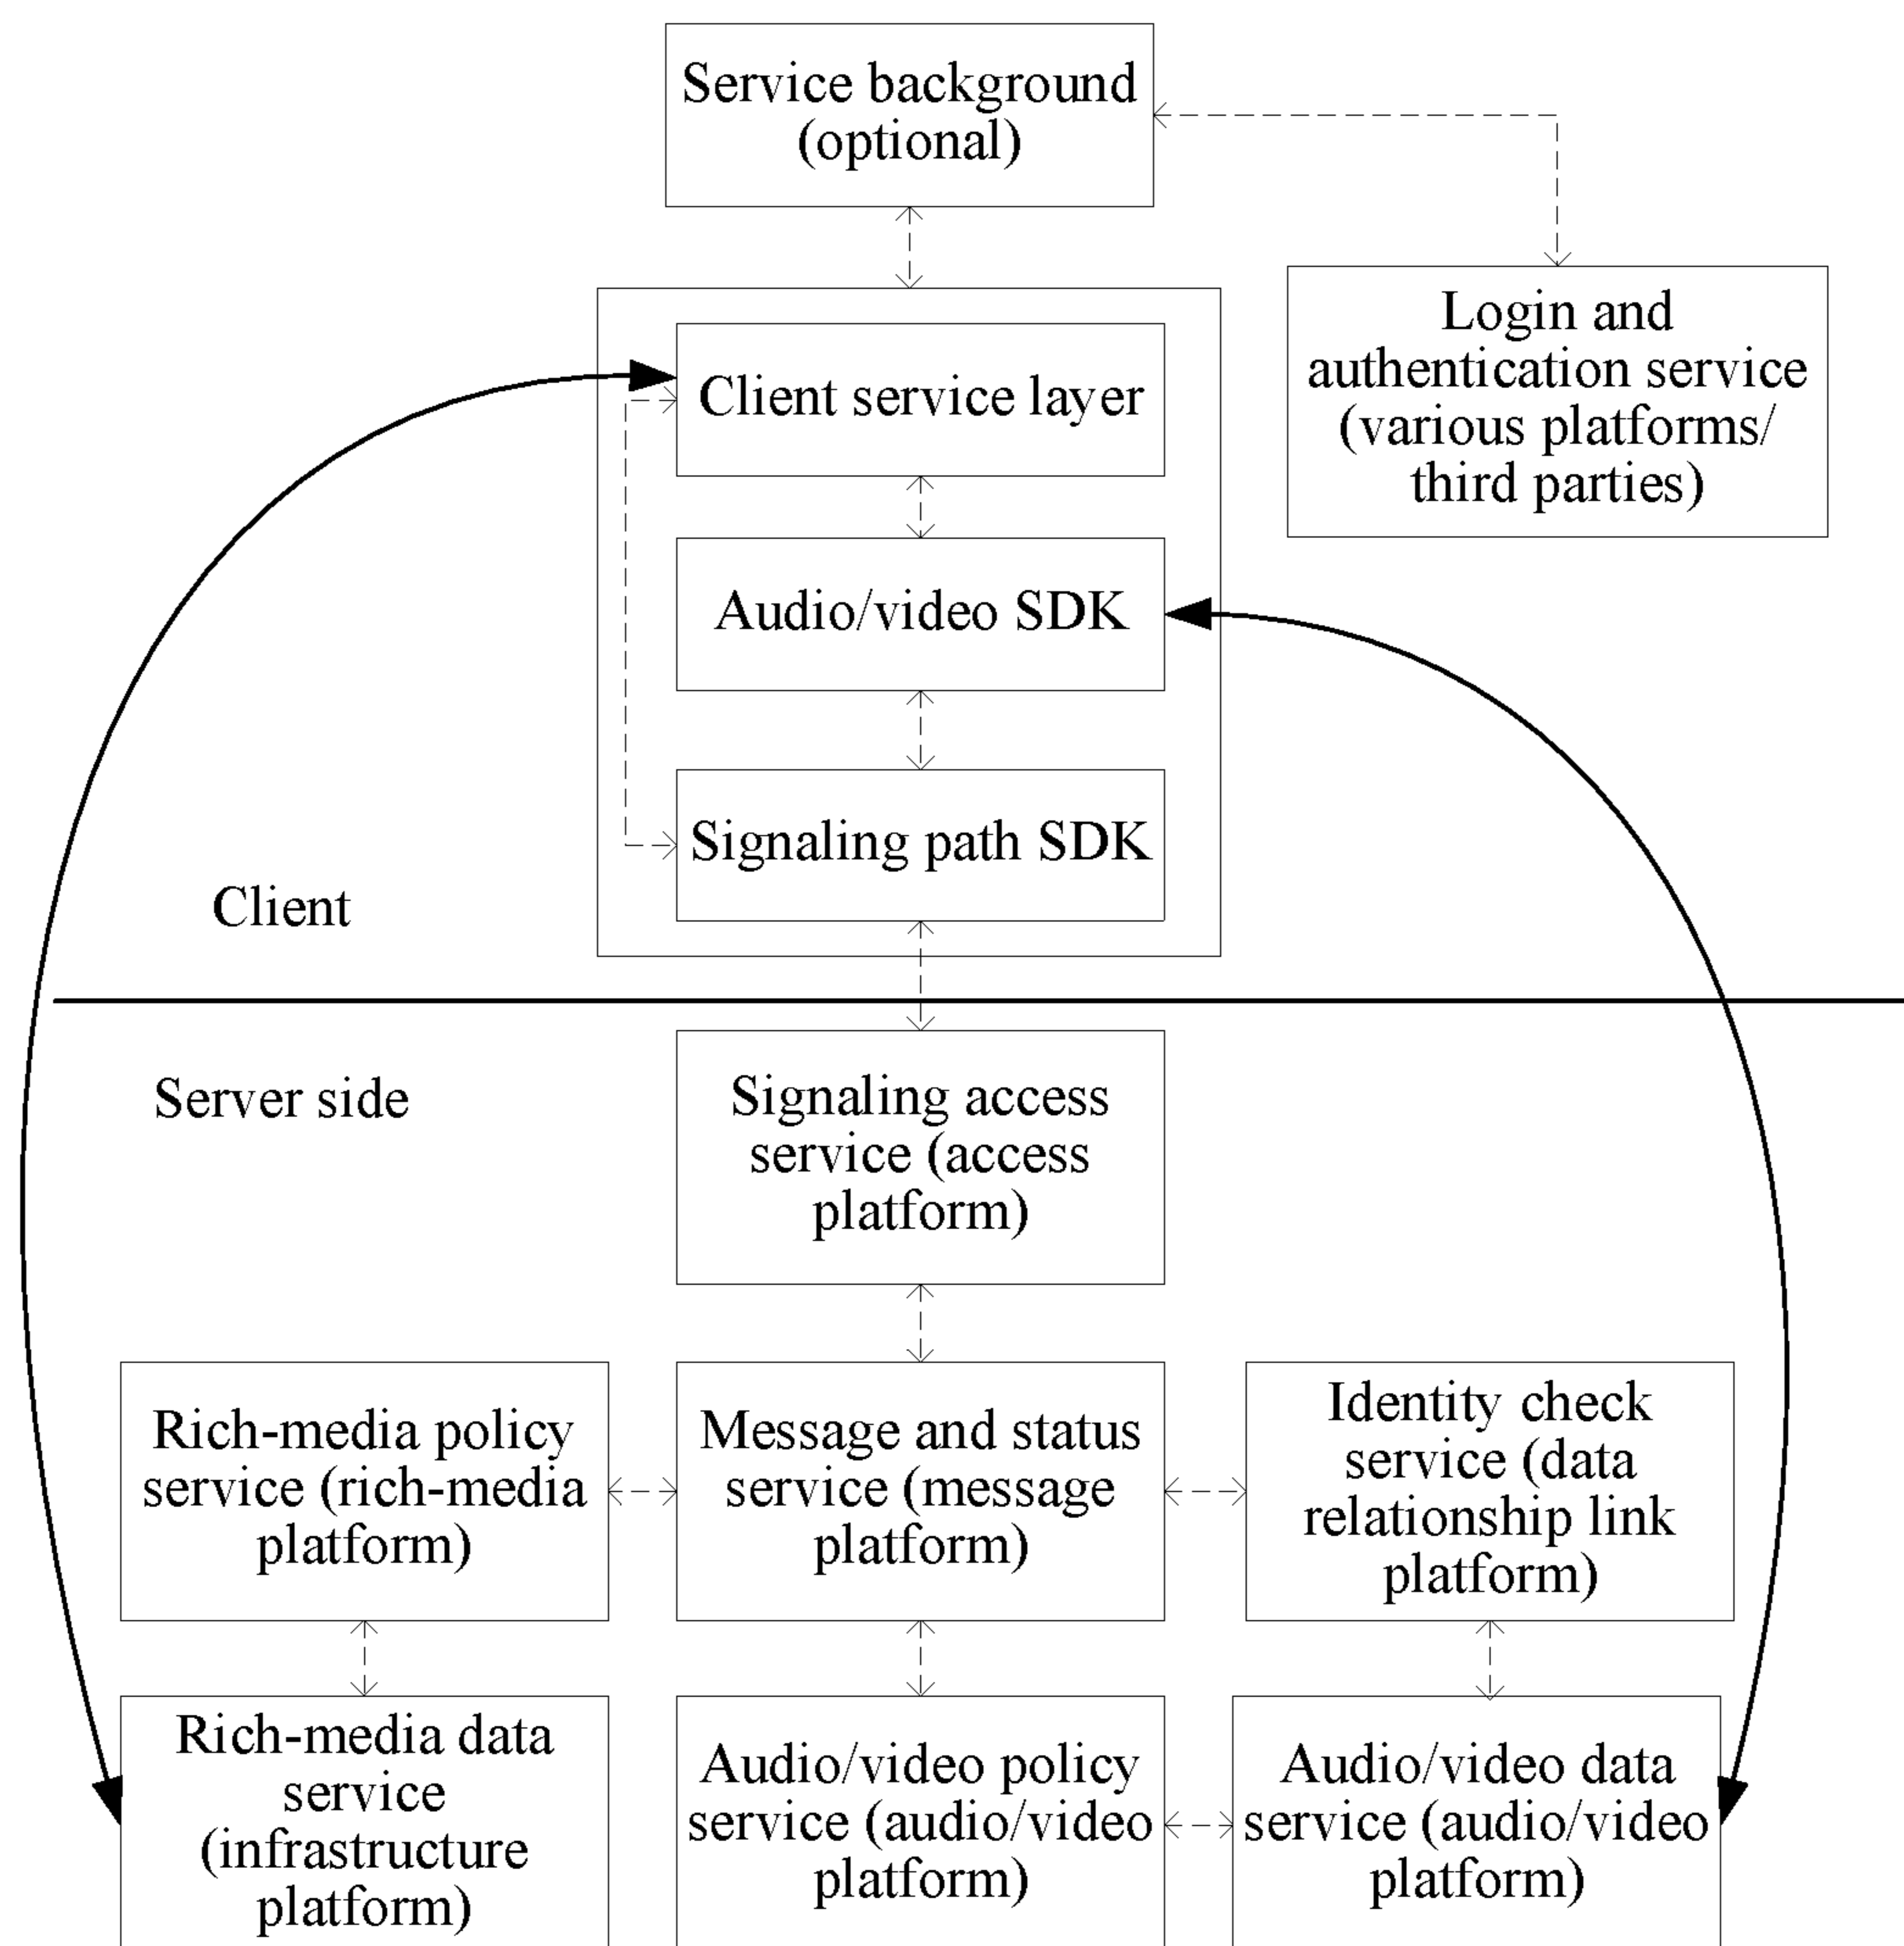 Service background
(optional)
Login and
authentication service
(various platforms/
third parties)
Client service layer
Audio/video SDK
Signaling path SDK
Client
Server side
Signaling access
service (access
platform)
Rich-media policy
service (rich-media
platform)
Message and status
service (message
platform)
Identity check
service (data
relationship link
platform)
Rich-media data
service
(infrastructure
platform)
Audio/video policy
service (audio/video
platform)
Audio/video data
service (audio/video
platform)